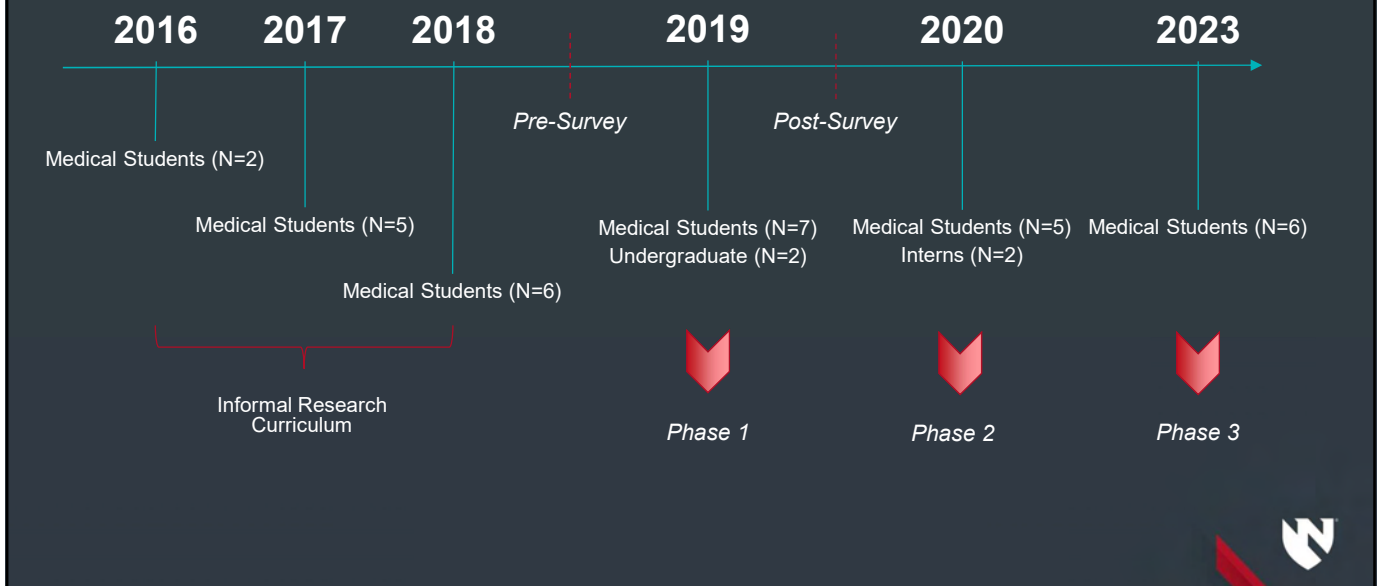 2016 2017 2018 2019 2020 2023
Pre-Survey Post-Survey
Medical Students (N=2)
Medical Students (N=5)
Medical Students (N=6)
Medical Students (N=7)
Undergraduate (N=2)
Medical Students (N=5)
Interns (N=2)
Medical Students (N=6)
Informal Research
Curriculum
Phase 1 Phase 2 Phase 3
N